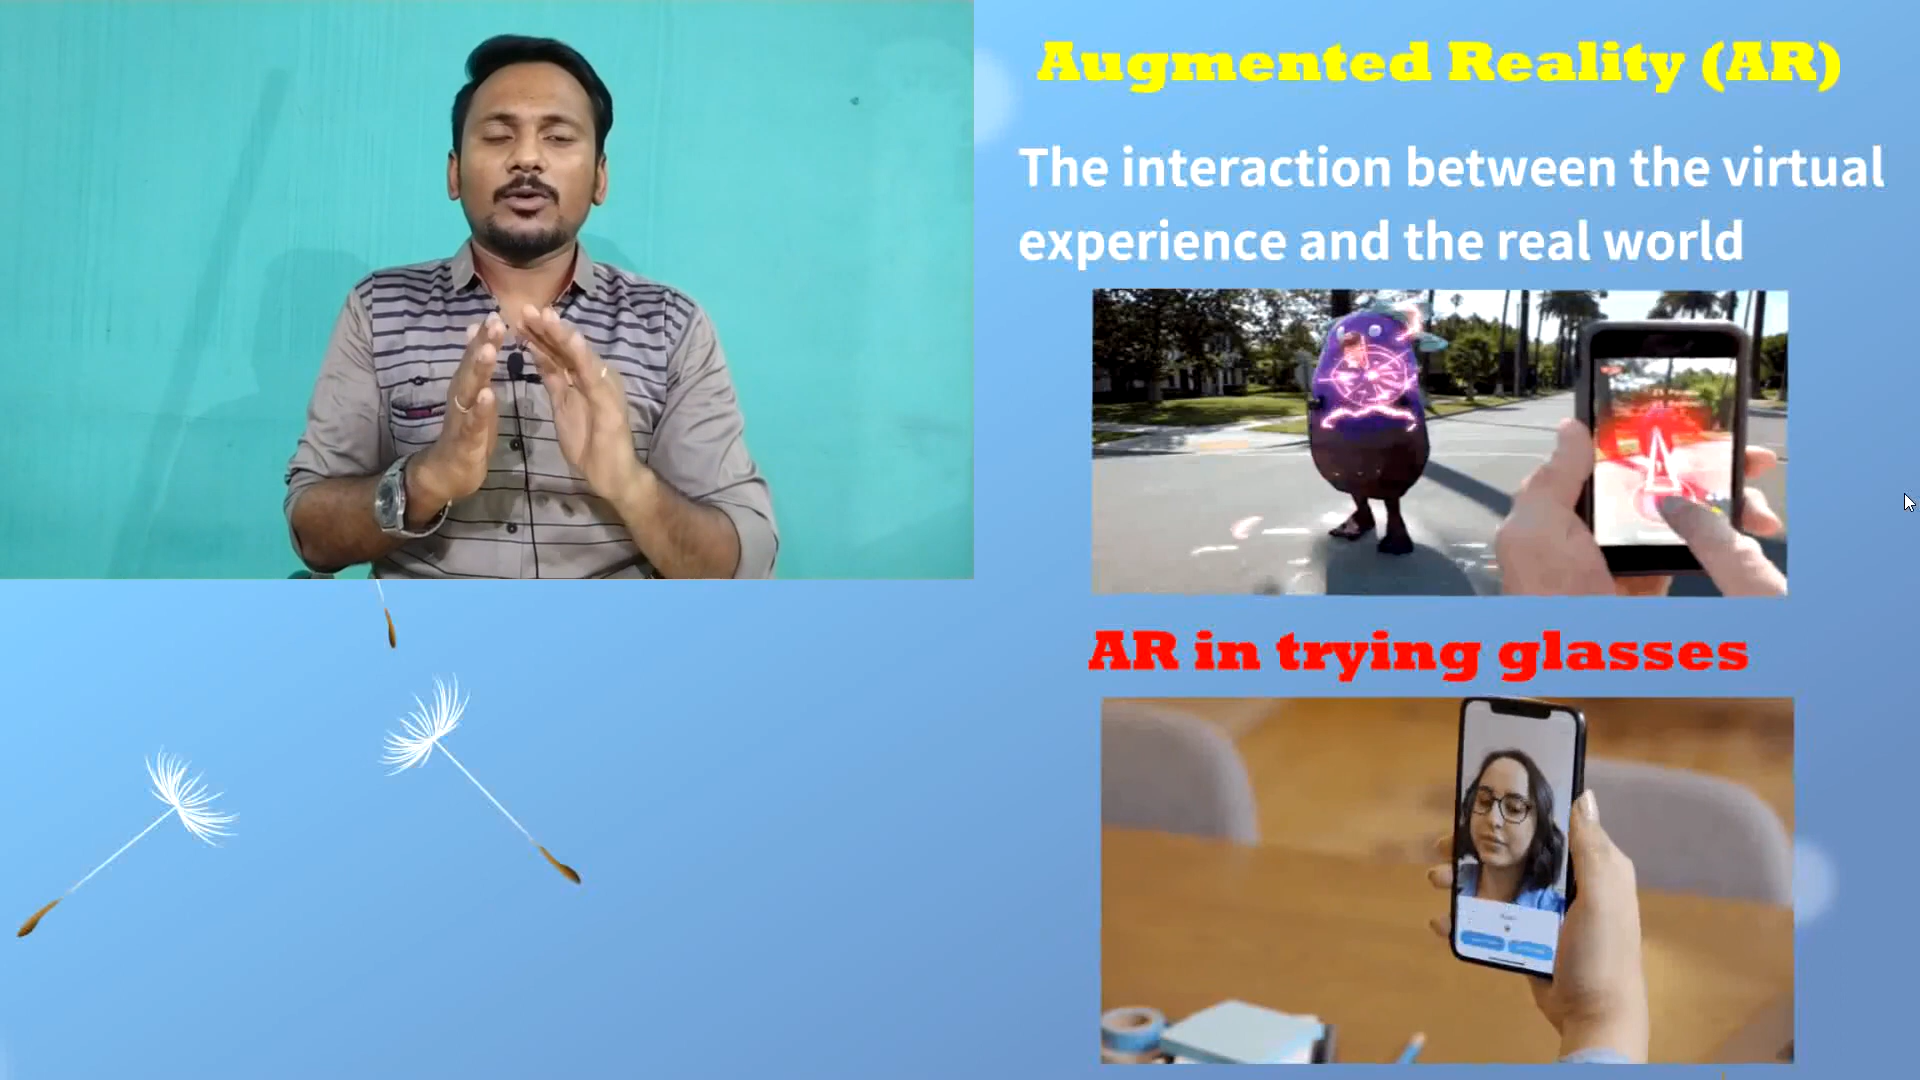 Augmented Reality (AR)
The interaction between the virtual
experience and the real world
AR in trying glasses